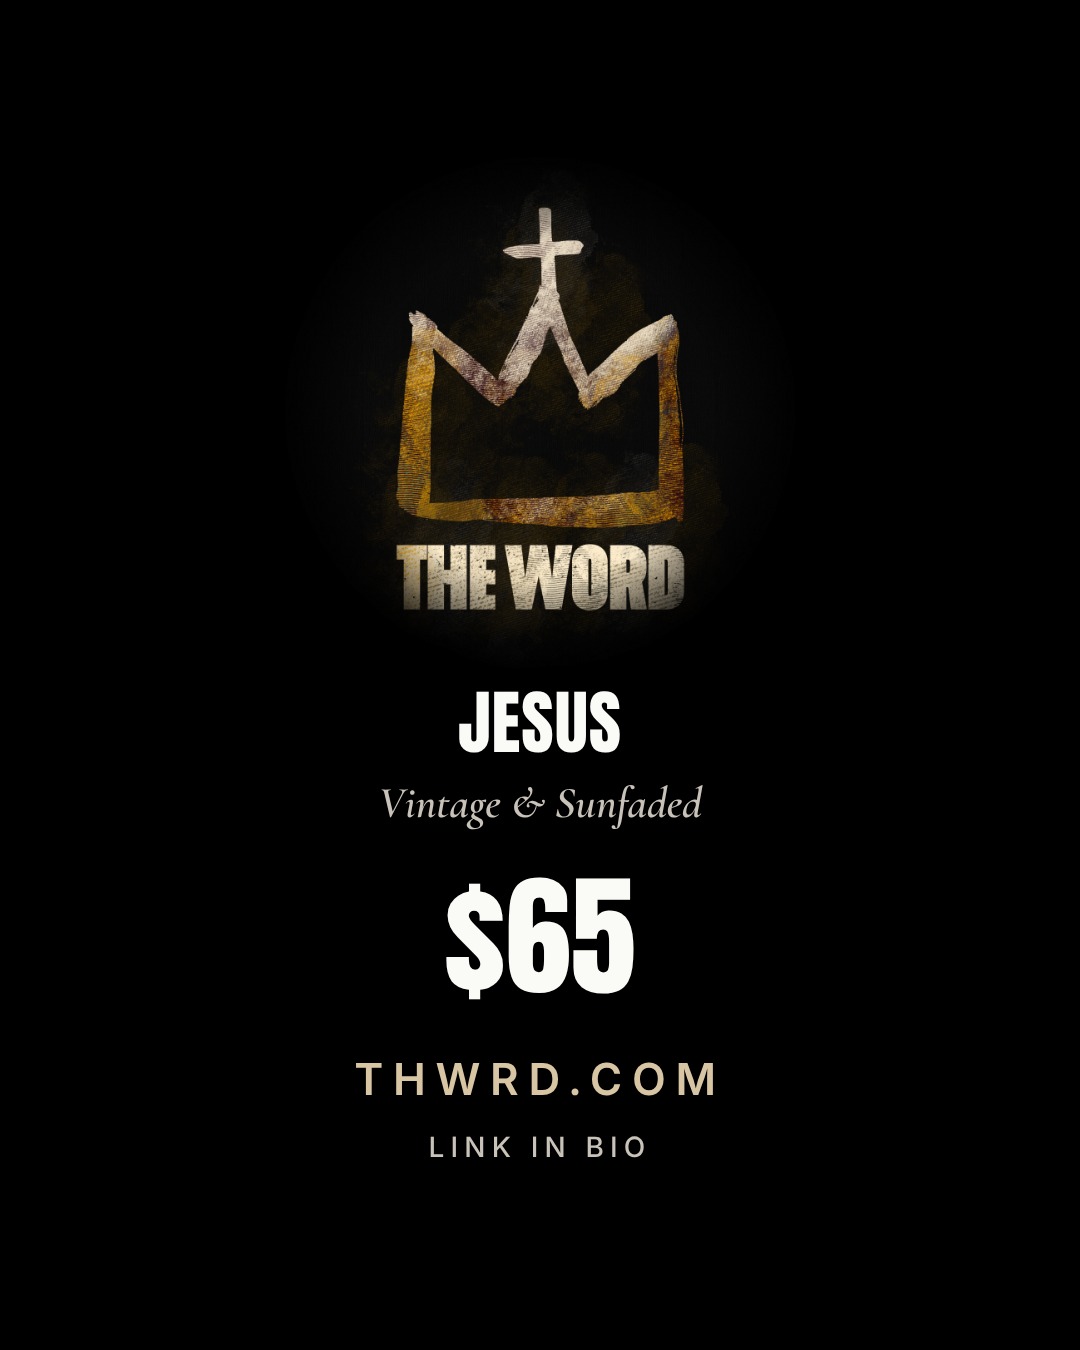 THE WORD
JESUS
Vintage & Sunfaded
$65
THWRD.COM
LINK IN BIO